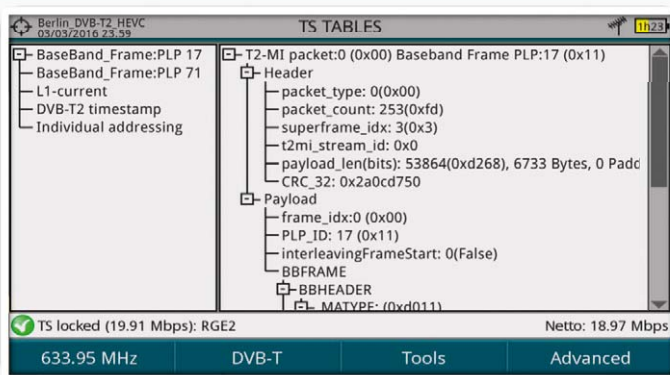 Berlin_DVB-T2_HEVC
03/03/2016 23.59
TS TABLES
1h23
BaseBand_Frame:PLP 17
BaseBand_Frame:PLP 71
L1-current
DVB-T2 timestamp
Individual addressing
T2-MI packet:0 (0x00) Baseband Frame PLP:17 (0x11)
Header
packet_type: 0(0x00)
packet_count: 253(0xfd)
superframe_idx: 3(0x3)
t2mi_stream_id: 0x0
payload_len(bits): 53864(0xd268), 6733 Bytes, 0 Padd
CRC_32: 0x2a0cd750
Payload
frame_idx:0 (0x00)
PLP_ID: 17 (0x11)
interleavingFrameStart: 0(False)
BBFRAME
BBHEADER
MATYPE: (0xd011)
TS locked (19.91 Mbps): RGE2
Netto: 18.97 Mbps
633.95 MHz
DVB-T
Tools
Advanced